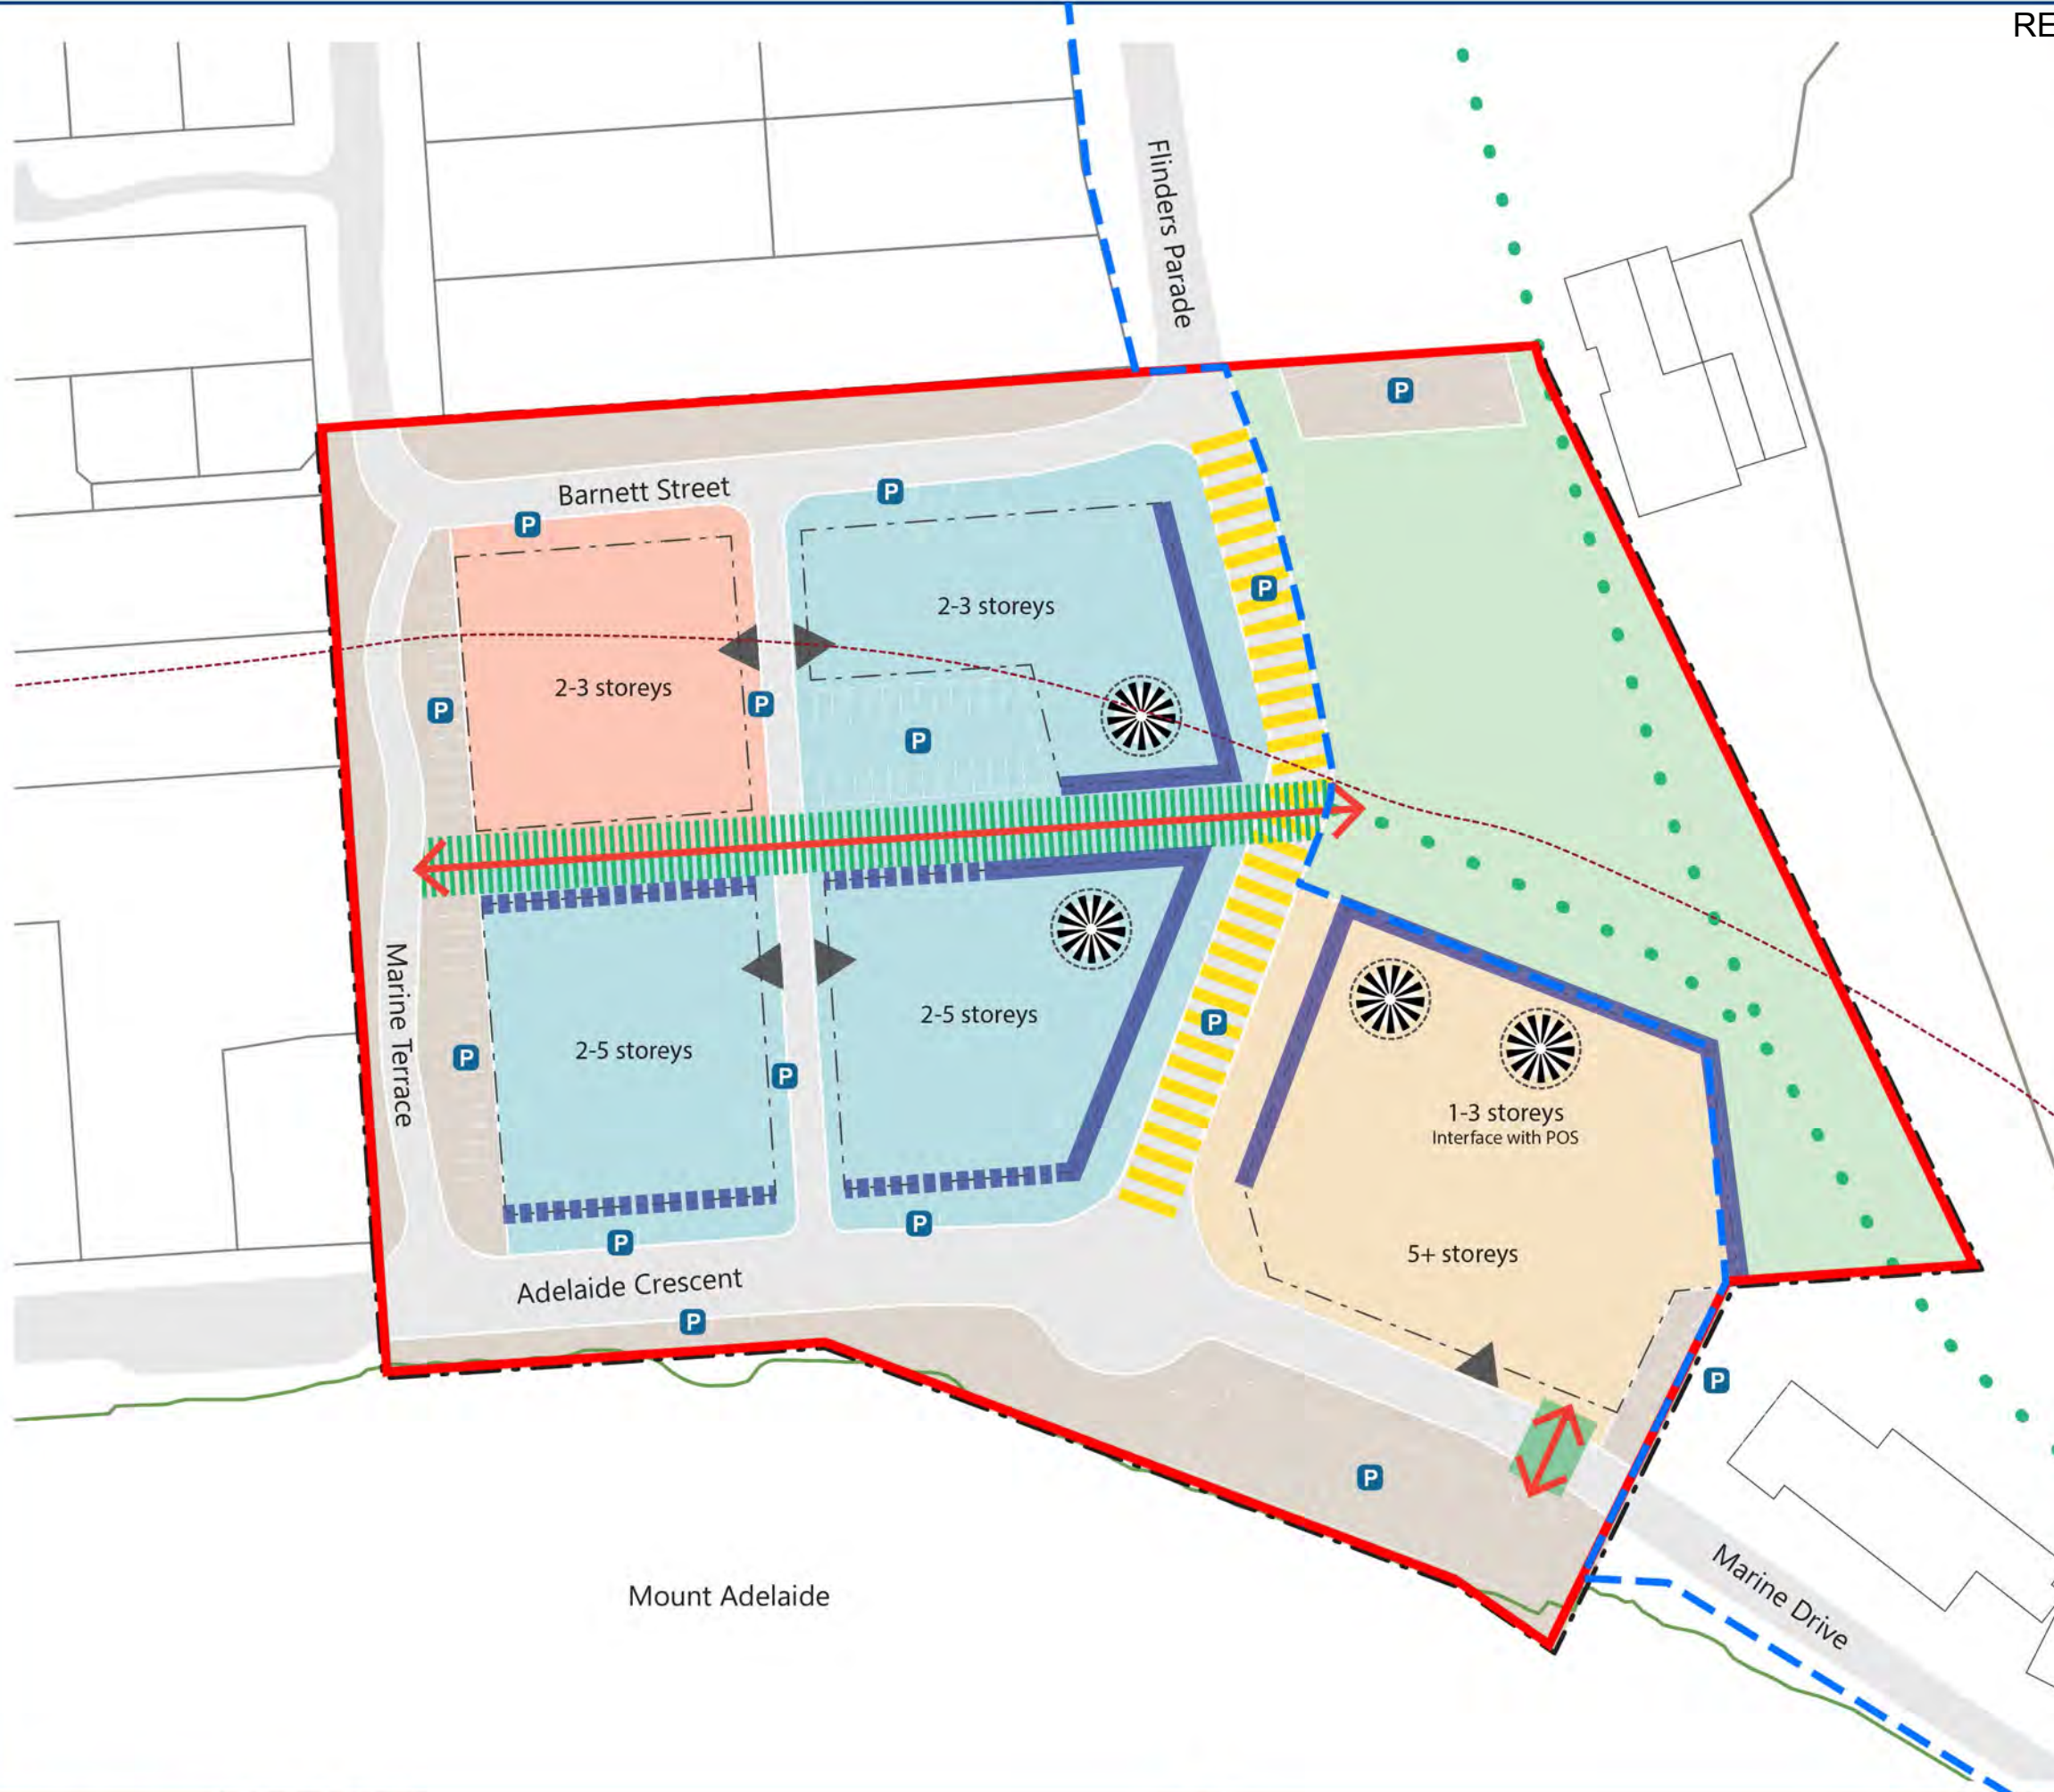 RE
Flinders Parade
P
Barnett Street
P
P
P
2-3 storeys
2-3 storeys
P
P
P
Marine Terrace
2-5 storeys
P
2-5 storeys
P
P
1-3 storeys
Interface with POS
P
P
5+ storeys
Adelaide Crescent
P
P
P
Marine Drive
Mount Adelaide